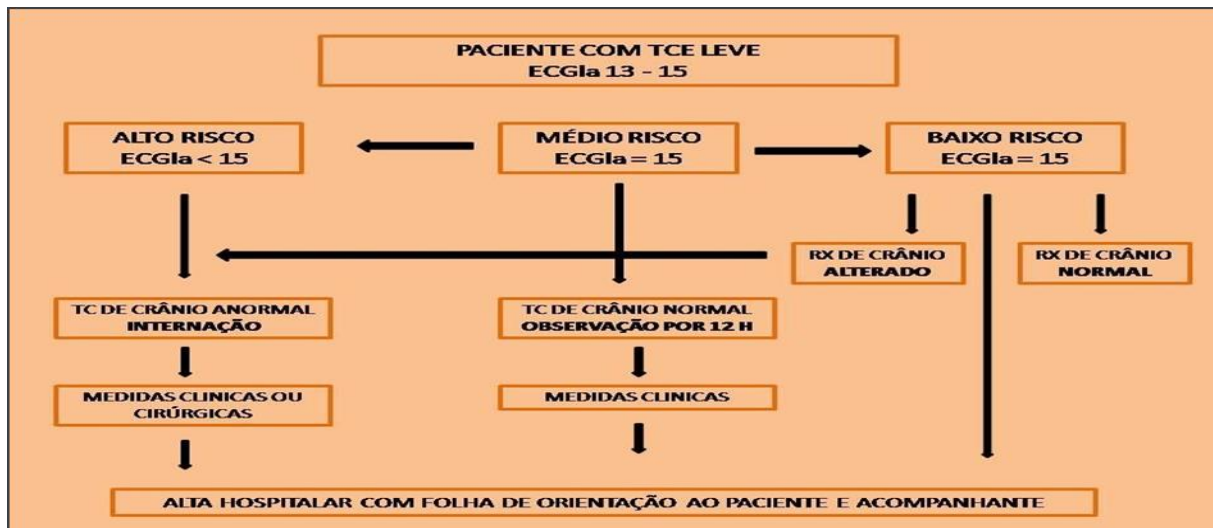 PACIENTE COM TCE LEVE
ECGla 13 - 15
ALTO RISCO
ECGla < 15
MÉDIO RISCO
ECGla = 15
BAIXO RISCO
ECGla = 15
RX DE CRÂNIO
ALTERADO
RX DE CRÂNIO
NORMAL
TC DE CRÂNIO ANORMAL
INTERNAÇÃO
TC DE CRÂNIO NORMAL
OBSERVAÇÃO POR 12 H
MEDIDAS CLINICAS OU
CIRÚRGICAS
MEDIDAS CLINICAS
ALTA HOSPITALAR COM FOLHA DE ORIENTAÇÃO AO PACIENTE E ACOMPANHANTE